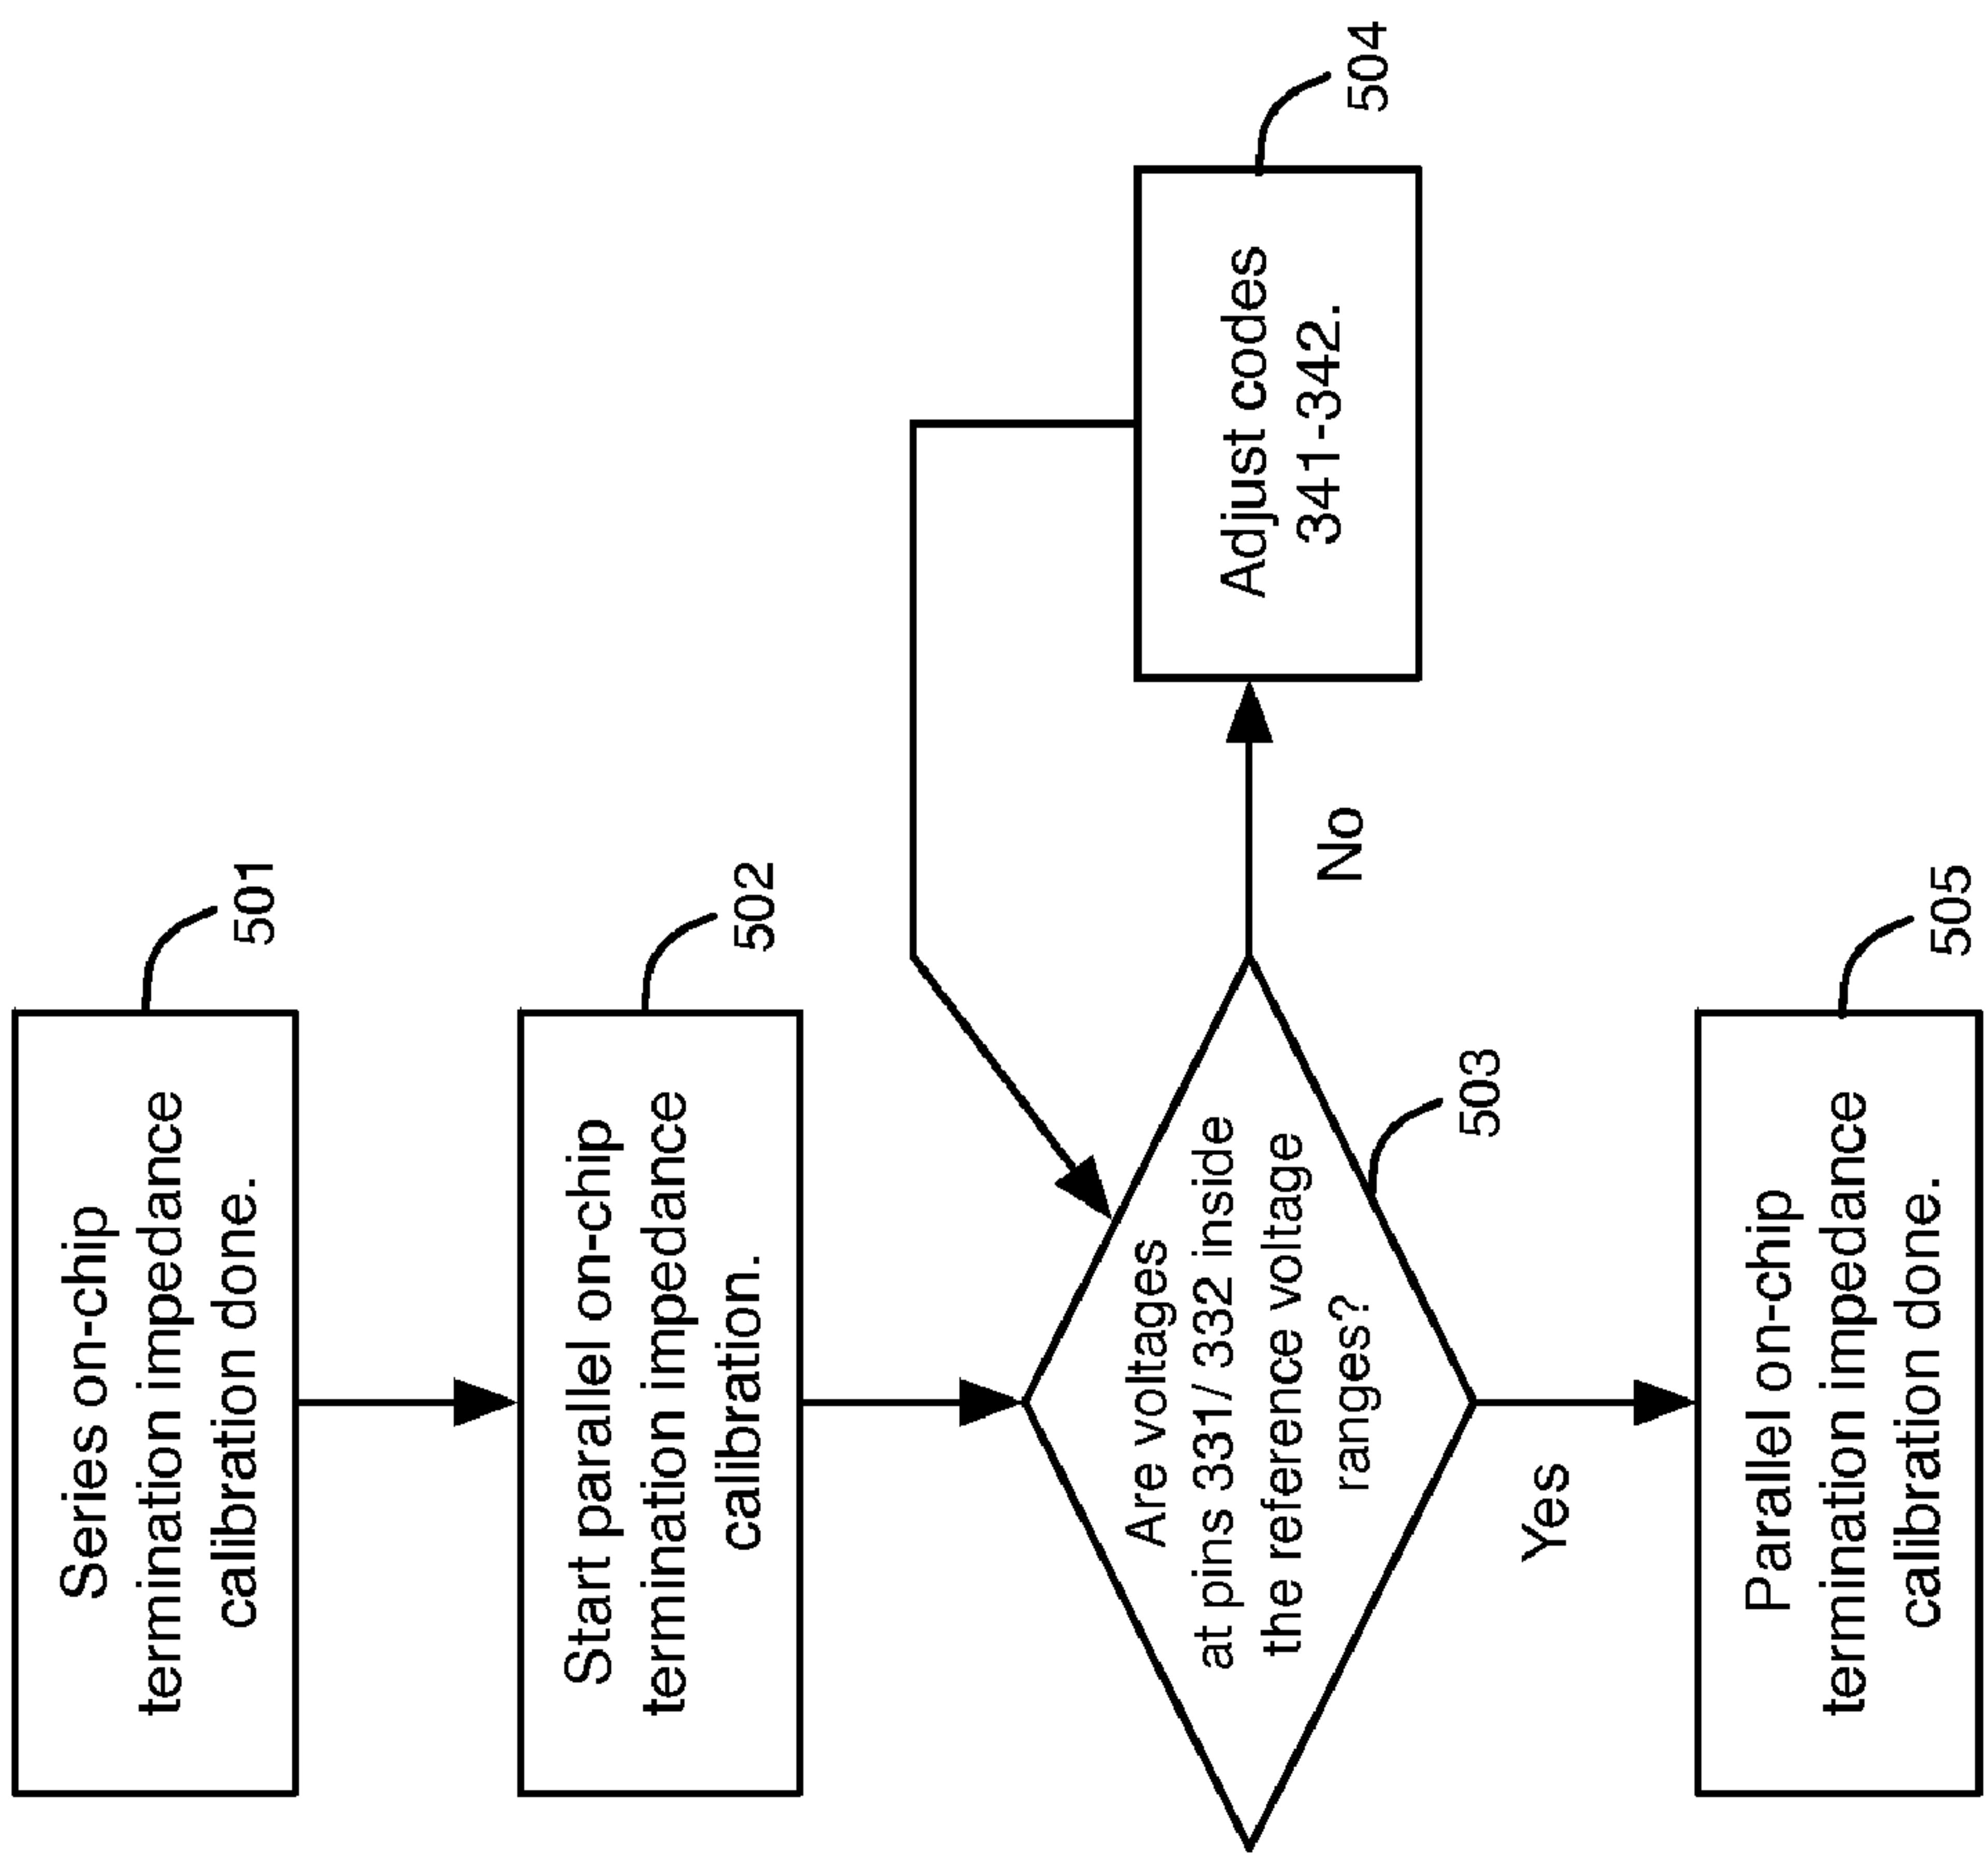 Series on-chip
termination impedance
calibration done.
501
Start parallel on-chip
termination impedance
calibration.
502
Are voltages
at pins 331/ 332 inside
the reference voltage
ranges?
503
No
Adjust codes
341-342.
504
Yes
Parallel on-chip
termination impedance
calibration done.
505